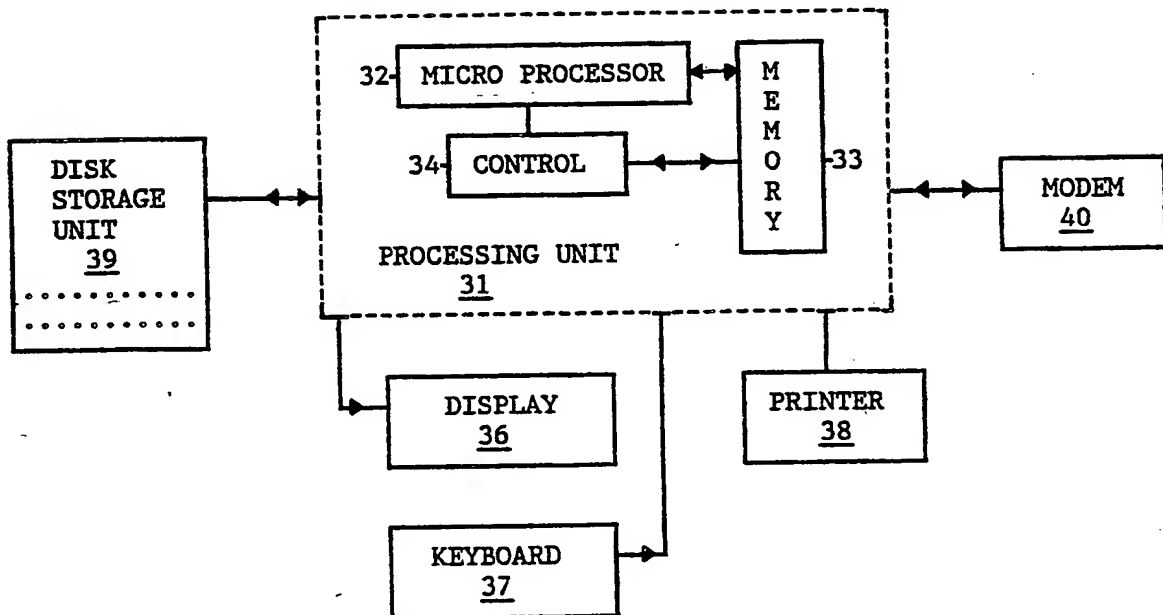 32 MICRO PROCESSOR
34 CONTROL
MEMORY
33
PROCESSING UNIT
31
DISK
STORAGE
UNIT
39
MODEM
40
DISPLAY
36
PRINTER
38
KEYBOARD
37